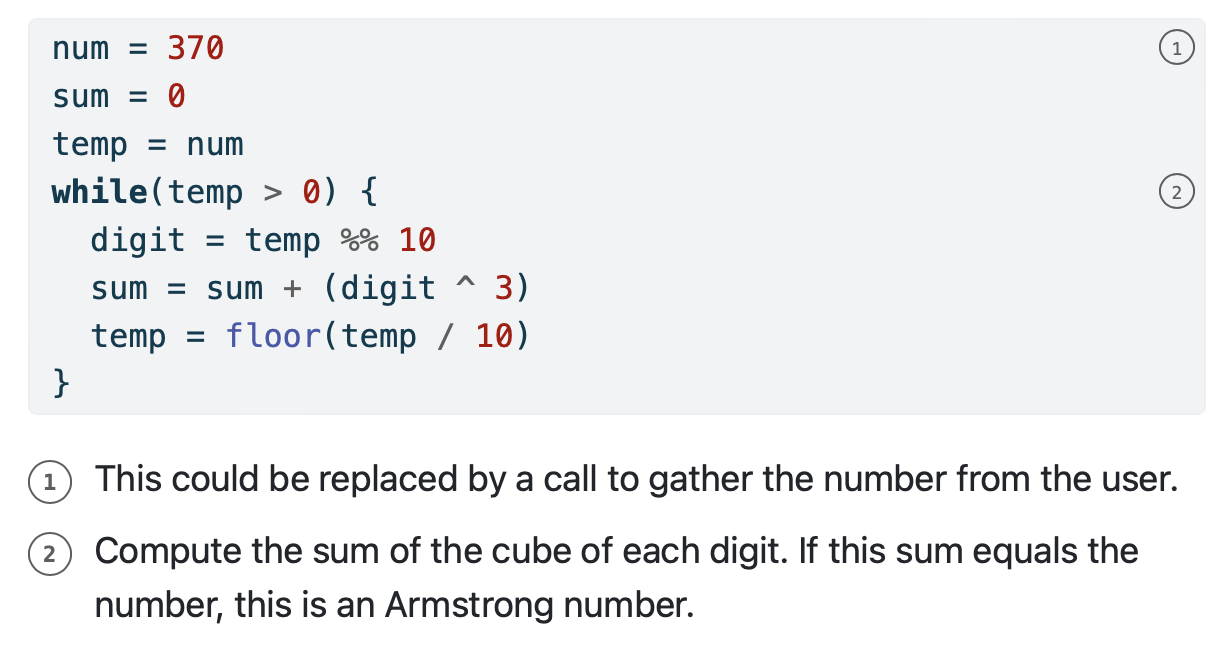 num = 370 1
sum = 0
temp = num
while(temp > 0) { 2
  digit = temp %% 10
  sum = sum + (digit ^ 3)
  temp = floor(temp / 10)
}
1 This could be replaced by a call to gather the number from the user.
2 Compute the sum of the cube of each digit. If this sum equals the
number, this is an Armstrong number.